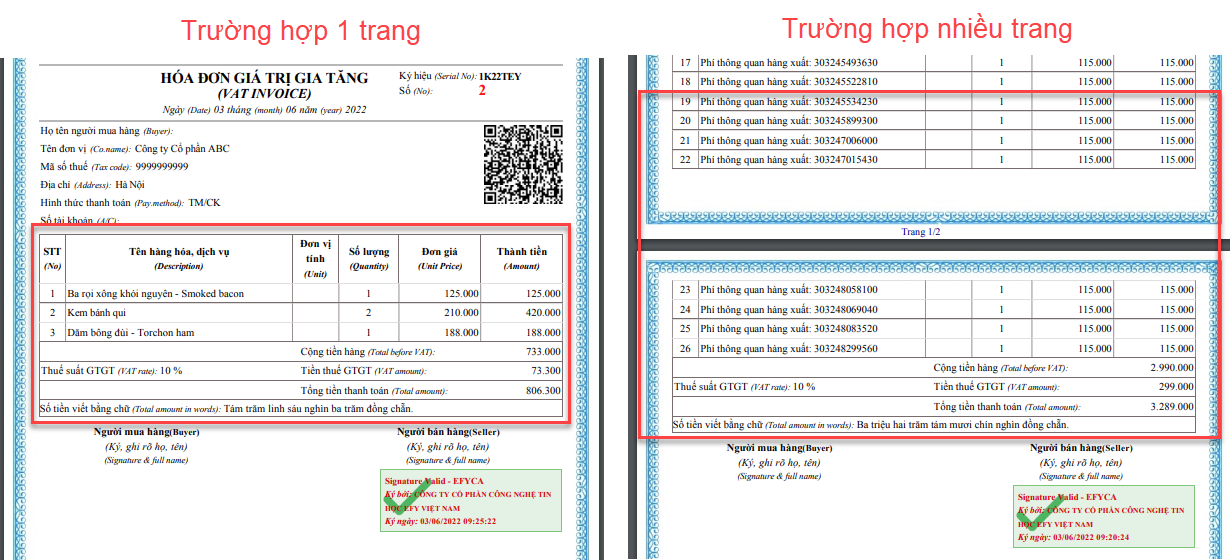 Trường hợp 1 trang
HÓA ĐƠN GIÁ TRỊ GIA TĂNG
(VAT INVOICE)
Ngày (Date) 03 tháng (month) 06 năm (year) 2022
Ký hiệu (Serial No): 1K22TEY
Số (No): 2
Họ tên người mua hàng (Buyer):
Tên đơn vị (Co.name): Công ty Cổ phần ABC
Mã số thuế (Tax code): 9999999999
Địa chỉ (Address): Hà Nội
Hình thức thanh toán (Pay.method): TM/CK
Số tài khoản (A/C):
STT (No) Tên hàng hóa, dịch vụ (Description) Đơn vị tính (Unit) Số lượng (Quantity) Đơn giá (Unit Price) Thành tiền (Amount)
1 Ba rọi xông khói nguyên - Smoked bacon 1 125.000 125.000
2 Kem bánh qui 2 210.000 420.000
3 Dăm bông đùi - Torchon ham 1 188.000 188.000
Cộng tiền hàng (Total before VAT): 733.000
Thuế suất GTGT (VAT rate): 10 % Tiền thuế GTGT (VAT amount): 73.300
Tổng tiền thanh toán (Total amount): 806.300
Số tiền viết bằng chữ (Total amount in words): Tám trăm linh sáu nghìn ba trăm đồng chẵn.
Người mua hàng(Buyer) Người bán hàng(Seller)
(Ký, ghi rõ họ, tên) (Ký, ghi rõ họ, tên)
(Signature & full name) (Signature & full name)
Signature Valid - EFYCA
Ký bởi: CÔNG TY CỔ PHẦN CÔNG NGHỆ TIN
HỌC EFY VIỆT NAM
Ký ngày: 03/06/2022 09:25:22
Trường hợp nhiều trang
17 Phí thông quan hàng xuất: 303245493630 1 115.000 115.000
18 Phí thông quan hàng xuất: 303245522810 1 115.000 115.000
19 Phí thông quan hàng xuất: 303245534230 1 115.000 115.000
20 Phí thông quan hàng xuất: 303245899300 1 115.000 115.000
21 Phí thông quan hàng xuất: 303247006000 1 115.000 115.000
22 Phí thông quan hàng xuất: 303247015430 1 115.000 115.000
Trang 1/2
23 Phí thông quan hàng xuất: 303248058100 1 115.000 115.000
24 Phí thông quan hàng xuất: 303248069040 1 115.000 115.000
25 Phí thông quan hàng xuất: 303248083520 1 115.000 115.000
26 Phí thông quan hàng xuất: 303248299560 1 115.000 115.000
Cộng tiền hàng (Total before VAT): 2.990.000
Thuế suất GTGT (VAT rate): 10 % Tiền thuế GTGT (VAT amount): 299.000
Tổng tiền thanh toán (Total amount): 3.289.000
Số tiền viết bằng chữ (Total amount in words): Ba triệu hai trăm tám mươi chín nghìn đồng chẵn.
Người mua hàng(Buyer) Người bán hàng(Seller)
(Ký, ghi rõ họ, tên) (Ký, ghi rõ họ, tên)
(Signature & full name) (Signature & full name)
Signature Valid - EFYCA
Ký bởi: CÔNG TY CỔ PHẦN CÔNG NGHỆ TIN
HỌC EFY VIỆT NAM
Ký ngày: 03/06/2022 09:20:24